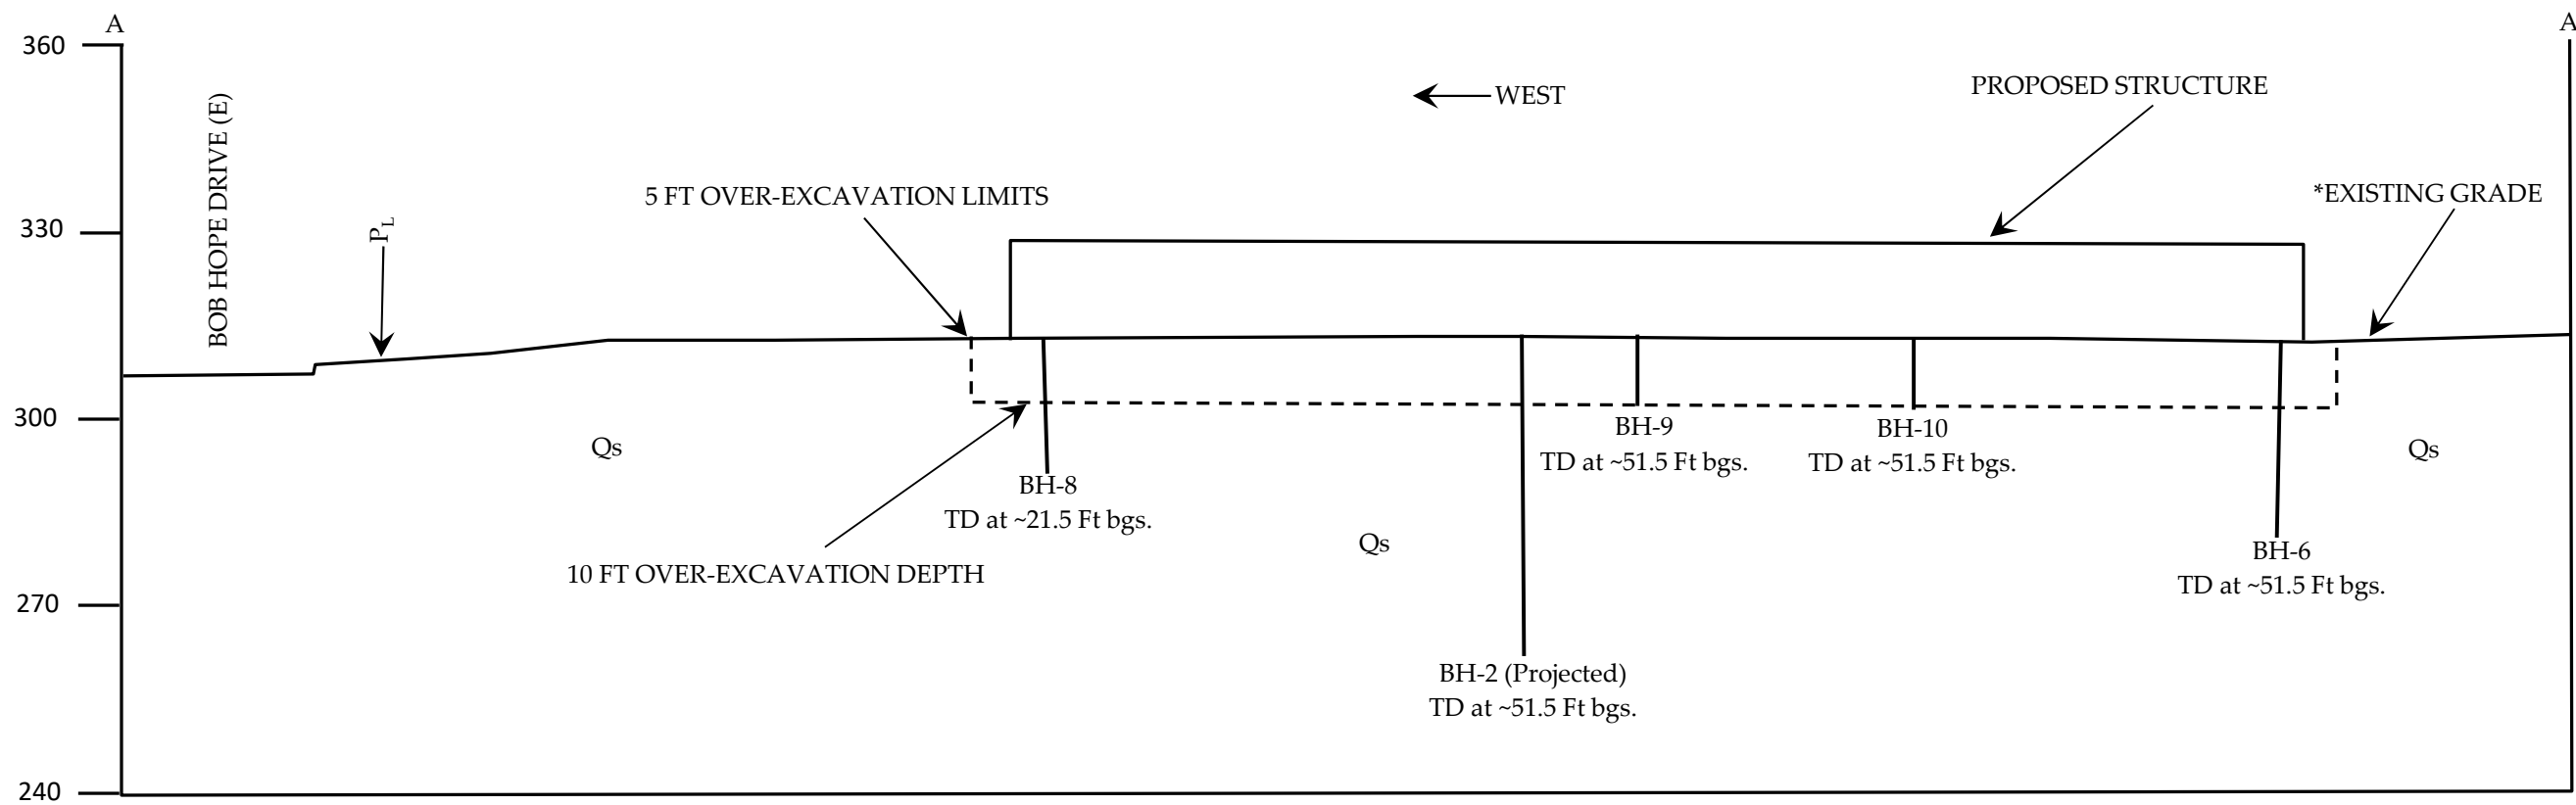 A
A
360
BOB HOPE DRIVE (E)
WEST
PROPOSED STRUCTURE
5 FT OVER-EXCAVATION LIMITS
*EXISTING GRADE
330
PL
300
Qs
BH-9
TD at ~51.5 Ft bgs.
BH-10
TD at ~51.5 Ft bgs.
Qs
BH-8
TD at ~21.5 Ft bgs.
Qs
BH-6
TD at ~51.5 Ft bgs.
10 FT OVER-EXCAVATION DEPTH
270
BH-2 (Projected)
TD at ~51.5 Ft bgs.
240